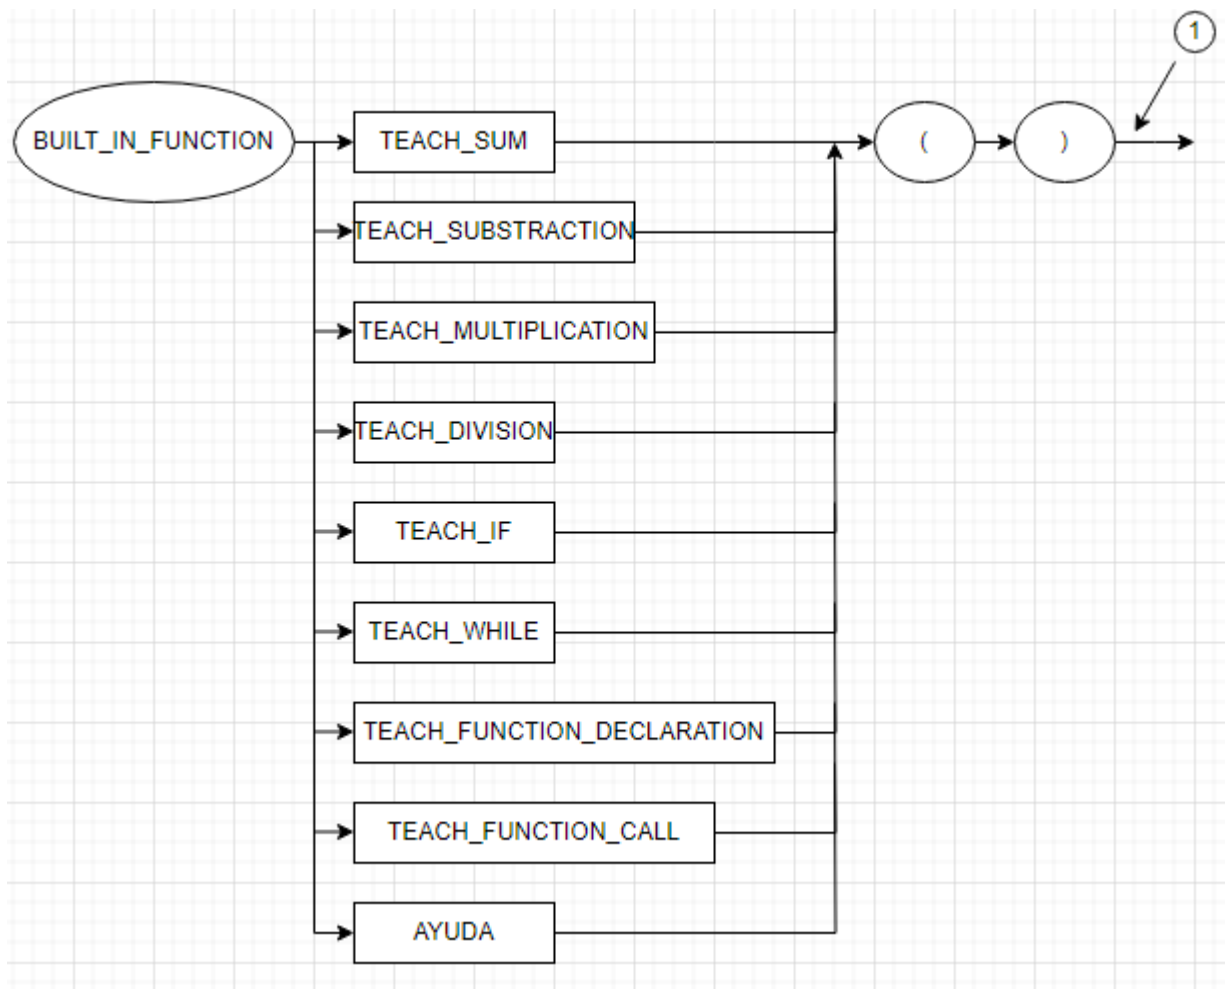 1
BUILT_IN_FUNCTION
TEACH_SUM
(
)
TEACH_SUBSTRACTION
TEACH_MULTIPLICATION
TEACH_DIVISION
TEACH_IF
TEACH_WHILE
TEACH_FUNCTION_DECLARATION
TEACH_FUNCTION_CALL
AYUDA